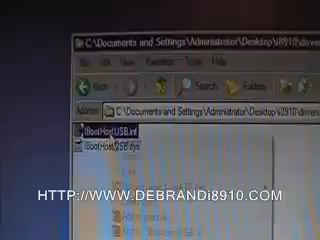 C:\Documents and Settings\Administrator\Desktop\i8910\drivers
File Edit View Favorites Tools Help
Back Search Folders
Address C:\Documents and Settings\Administrator\Desktop\i8910\drivers
IBootHostUSB.inf
IBootHostUSB.sys
HTTP://WWW.DEBRANDI8910.COM